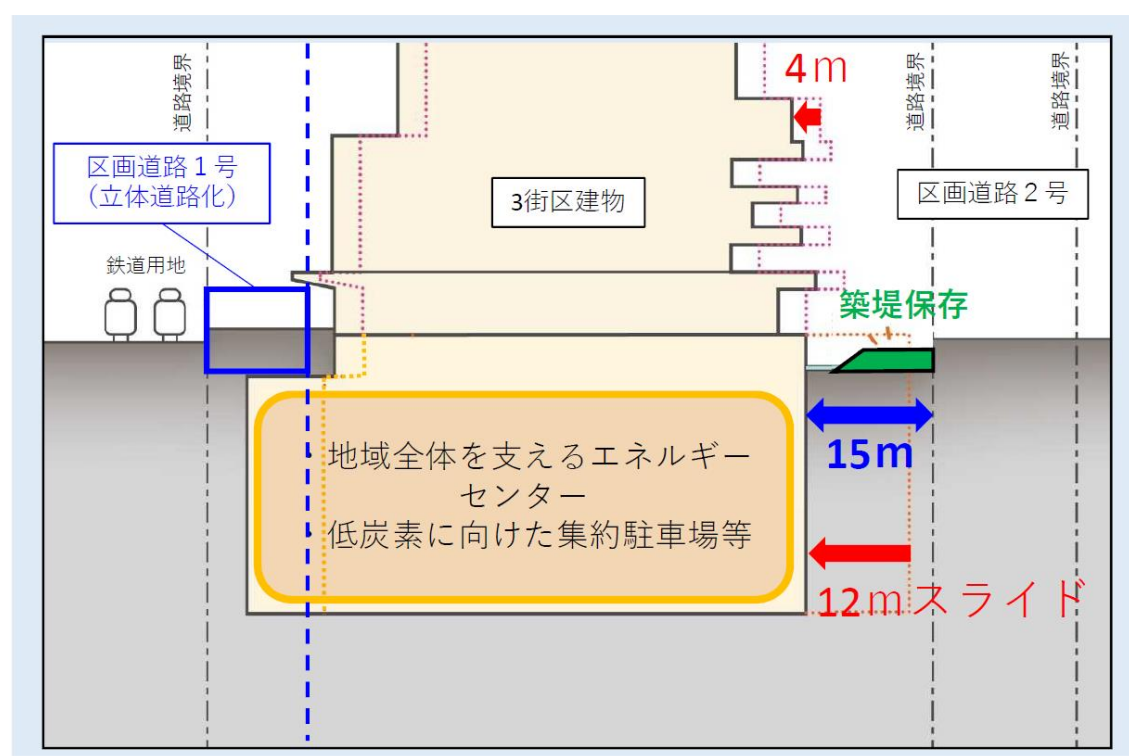 道路境界
4m
道路境界
道路境界
区画道路1号
(立体道路化)
3街区建物
区画道路2号
鉄道用地
築堤保存
・地域全体を支えるエネルギー
センター
・低炭素に向けた集約駐車場等
15m
12mスライド